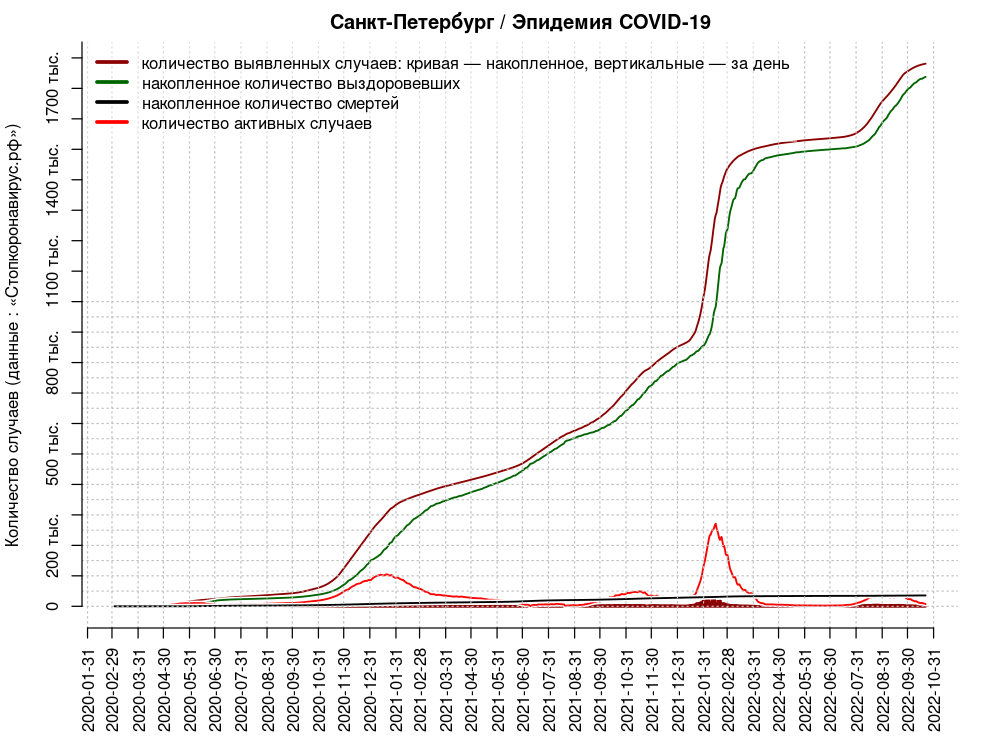 Санкт-Петербург / Эпидемия COVID-19
количество выявленных случаев: кривая — накопленное, вертикальные — за день
накопленное количество выздоровевших
накопленное количество смертей
количество активных случаев
Количество случаев (данные : «Стопкоронавирус.рф»)
1700 тыс.
1400 тыс.
1100 тыс.
800 тыс.
500 тыс.
200 тыс.
0
2020-01-31
2020-02-29
2020-03-31
2020-04-30
2020-05-31
2020-06-30
2020-07-31
2020-08-31
2020-09-30
2020-10-31
2020-11-30
2020-12-31
2021-01-31
2021-02-28
2021-03-31
2021-04-30
2021-05-31
2021-06-30
2021-07-31
2021-08-31
2021-09-30
2021-10-31
2021-11-30
2021-12-31
2022-01-31
2022-02-28
2022-03-31
2022-04-30
2022-05-31
2022-06-30
2022-07-31
2022-08-31
2022-09-30
2022-10-31